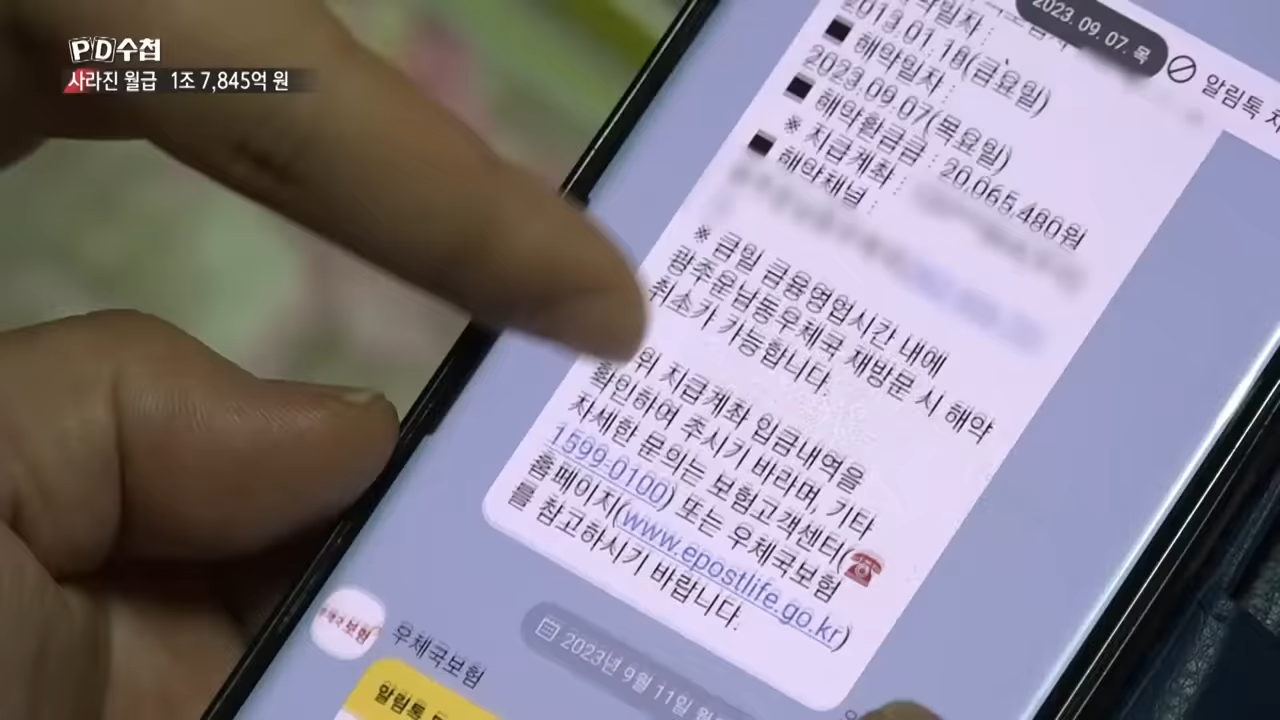 PD수첩
사라진 월급 1조 7,845억 원
2023. 09. 07. 목
알림톡
2013.01.18(금요일)
■ 해약일자 :
2023.09.07(목요일)
■ 해약환급금 : 20,065,480원
※ 지급계좌 :
■ 해약채널 :
※ 금일 금융영업시간 내에
광주운남동우체국 재방문 시 해약
취소가 가능합니다.
위 지급계좌 입금내역을
확인하여 주시기 바라며, 기타
자세한 문의는 보험고객센터(☎
1599-0100) 또는 우체국보험
홈페이지(www.epostlife.go.kr)
를 참고하시기 바랍니다.
2023년 9월 11일
우체국보험
우체국보험
알림톡